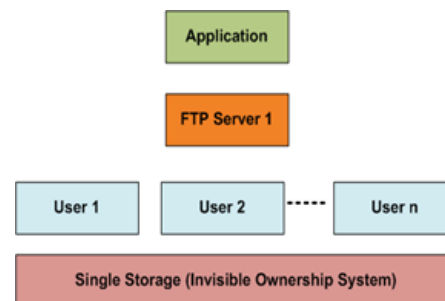 Application
FTP Server 1
User 1
User 2
User n
Single Storage (Invisible Ownership System)